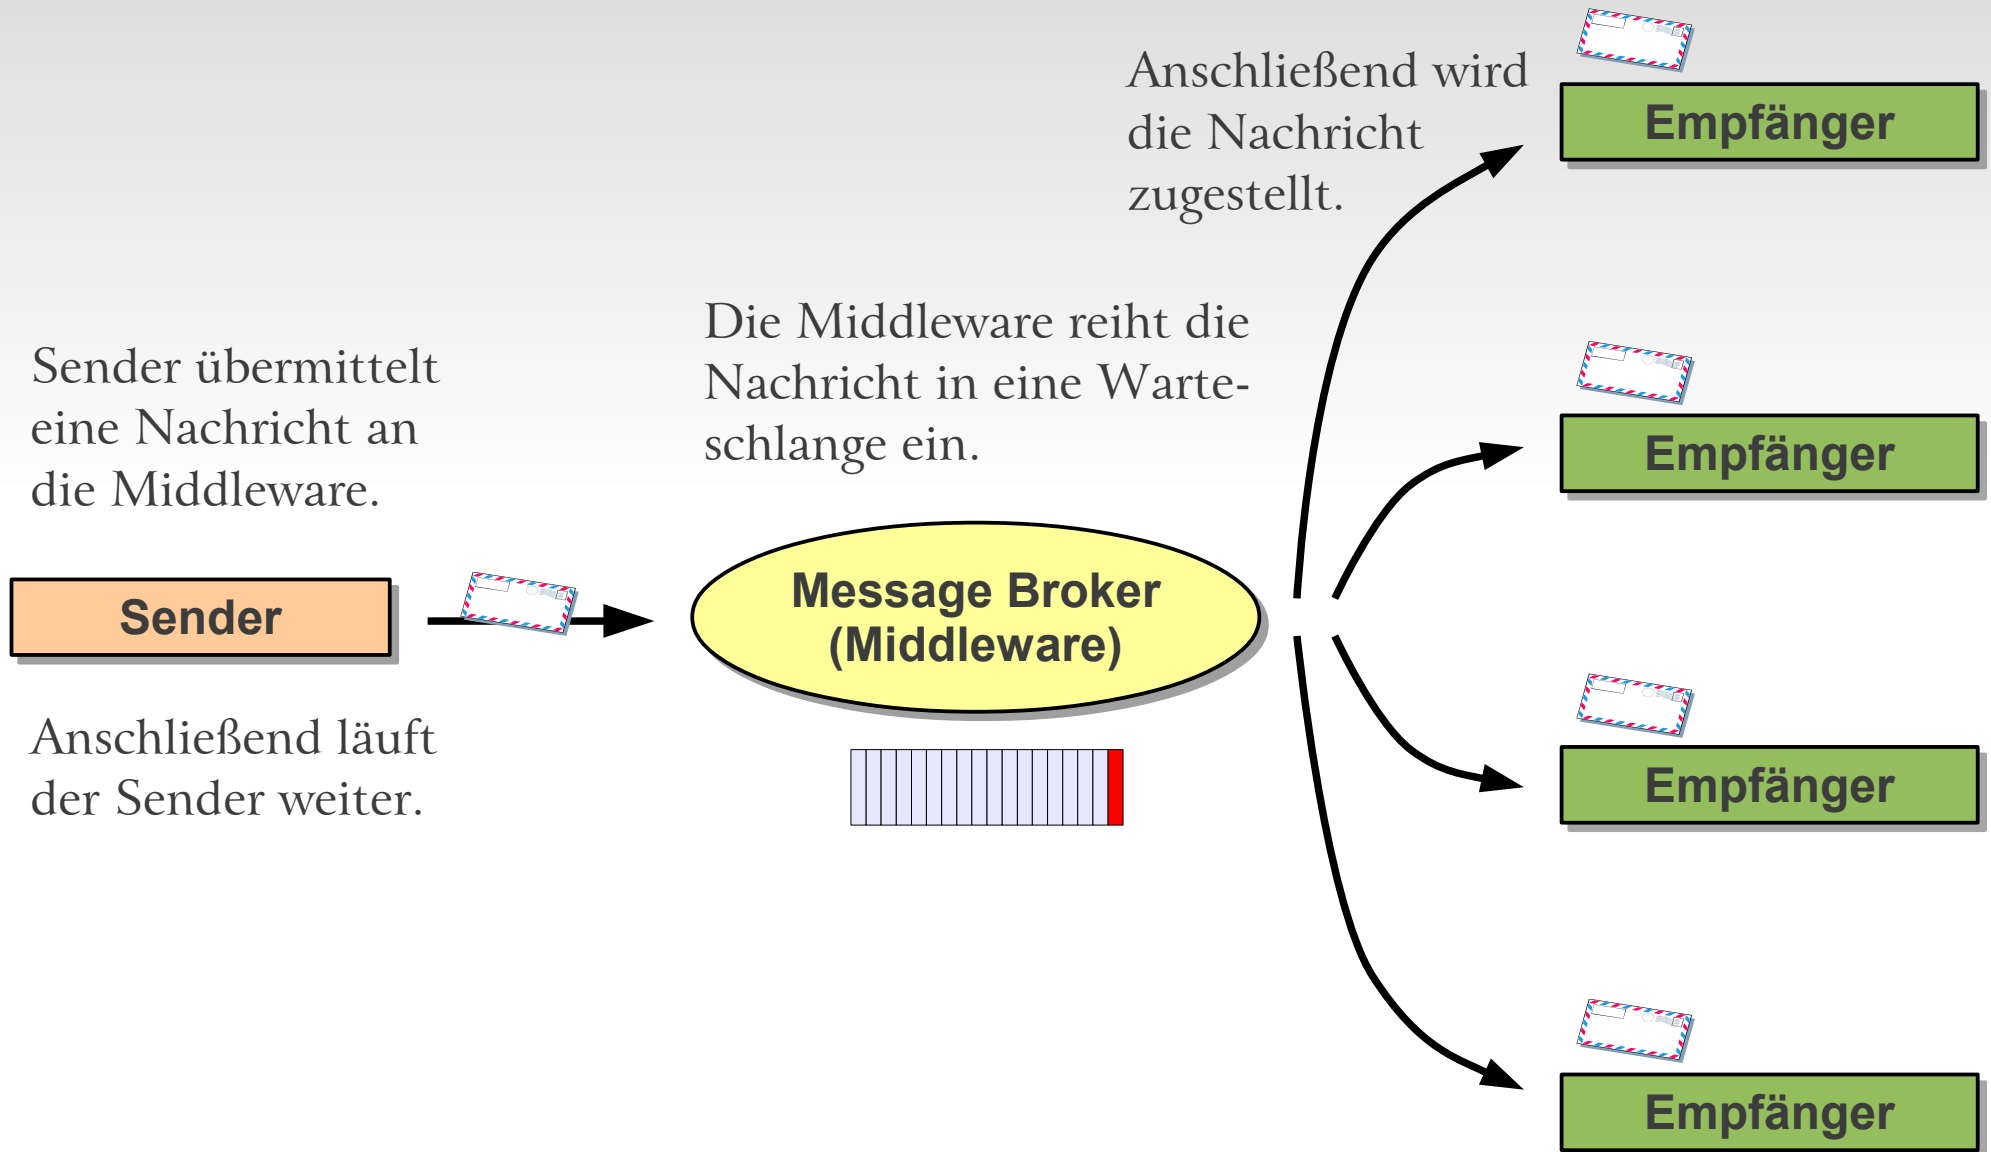 Anschließend wird
die Nachricht
zugestellt.
Empfänger
Die Middleware reiht die
Nachricht in eine Warte-
schlange ein.
Sender übermittelt
eine Nachricht an
die Middleware.
Empfänger
Sender
Message Broker
(Middleware)
Anschließend läuft
der Sender weiter.
Empfänger
Empfänger